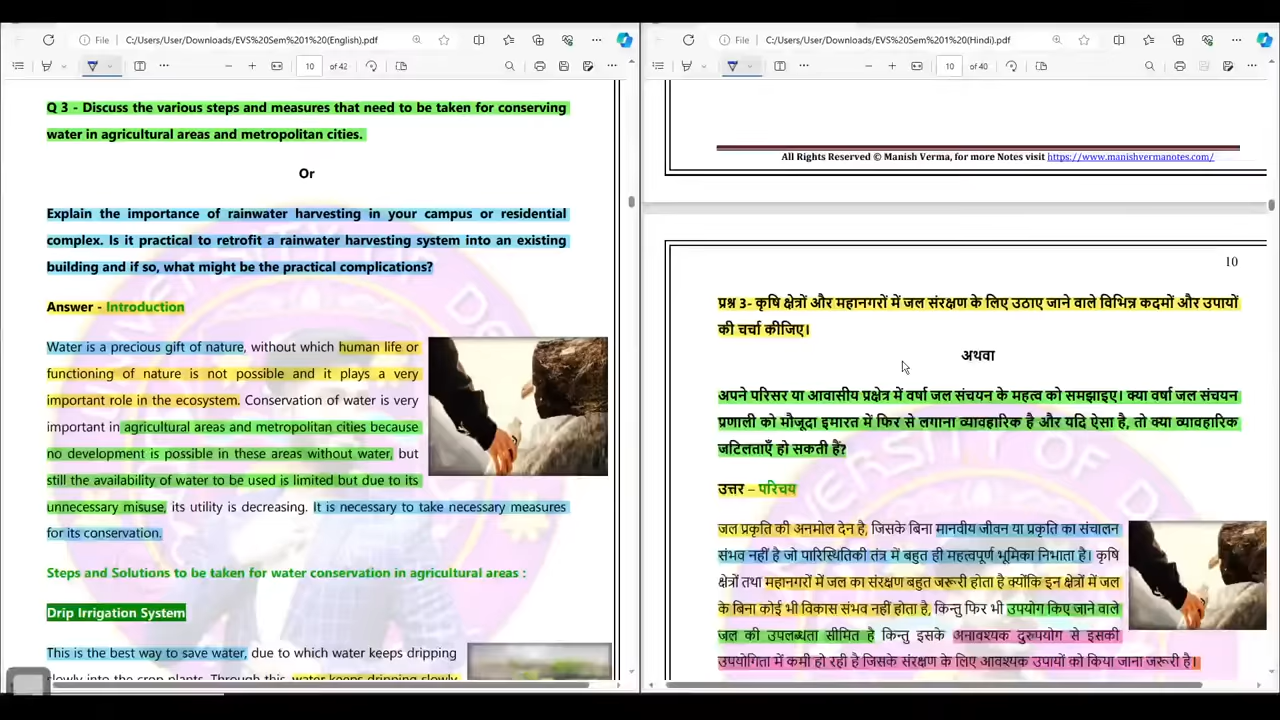 File C:/Users/User/Downloads/EVS%20Sem%201%20(English).pdf
10 of 42
Q 3 - Discuss the various steps and measures that need to be taken for conserving
water in agricultural areas and metropolitan cities.
Or
Explain the importance of rainwater harvesting in your campus or residential
complex. Is it practical to retrofit a rainwater harvesting system into an existing
building and if so, what might be the practical complications?
Answer - Introduction
Water is a precious gift of nature, without which human life or
functioning of nature is not possible and it plays a very
important role in the ecosystem. Conservation of water is very
important in agricultural areas and metropolitan cities because
no development is possible in these areas without water, but
still the availability of water to be used is limited but due to its
unnecessary misuse, its utility is decreasing. It is necessary to take necessary measures
for its conservation.
Steps and Solutions to be taken for water conservation in agricultural areas :
Drip Irrigation System
This is the best way to save water, due to which water keeps dripping
slowly into the crop plants. Through this, water keeps dripping slowly
File C:/Users/User/Downloads/EVS%20Sem%201%20(Hindi).pdf
10 of 40
All Rights Reserved © Manish Verma, for more Notes visit https://www.manishvermanotes.com/
10
प्रश्न 3- कृषि क्षेत्रों और महानगरों में जल संरक्षण के लिए उठाए जाने वाले विभिन्न कदमों और उपायों
की चर्चा कीजिए।
अथवा
अपने परिसर या आवासीय प्रक्षेत्र में वर्षा जल संचयन के महत्व को समझाइए। क्या वर्षा जल संचयन
प्रणाली को मौजूदा इमारत में फिर से लगाना व्यावहारिक है और यदि ऐसा है, तो क्या व्यावहारिक
जटिलताएँ हो सकती हैं?
उत्तर – परिचय
जल प्रकृति की अनमोल देन है, जिसके बिना मानवीय जीवन या प्रकृति का संचालन
संभव नहीं है जो पारिस्थितिकी तंत्र में बहुत ही महत्वपूर्ण भूमिका निभाता है। कृषि
क्षेत्रों तथा महानगरों में जल का संरक्षण बहुत जरूरी होता है क्योंकि इन क्षेत्रों में जल
के बिना कोई भी विकास संभव नहीं होता है, किन्तु फिर भी उपयोग किए जाने वाले
जल की उपलब्धता सीमित है किन्तु इसके अनावश्यक दुरुपयोग से इसकी
उपयोगिता में कमी हो रही है जिसके संरक्षण के लिए आवश्यक उपायों को किया जाना जरूरी है।